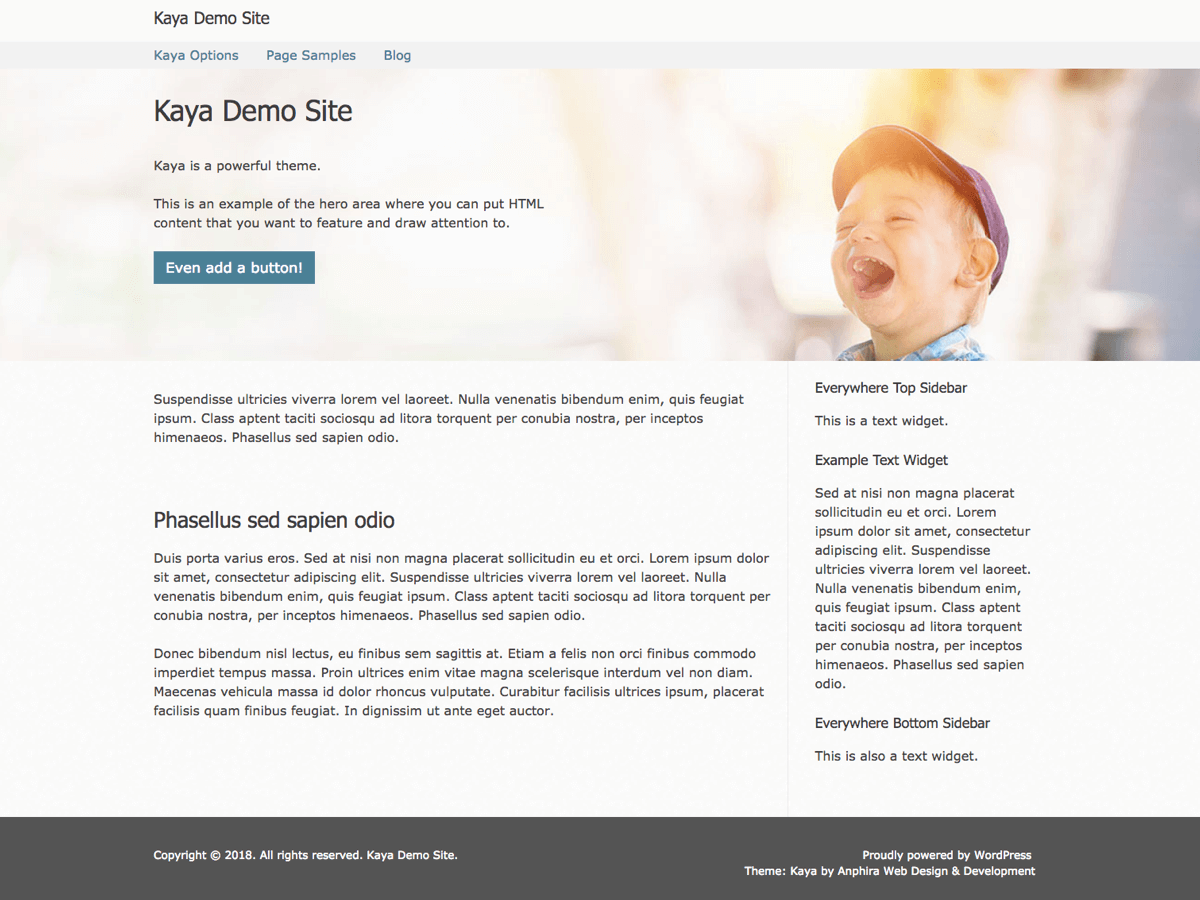 Kaya Demo Site
Kaya Options Page Samples Blog
Kaya Demo Site
Kaya is a powerful theme.
This is an example of the hero area where you can put HTML
content that you want to feature and draw attention to.
Even add a button!
Suspendisse ultricies viverra lorem vel laoreet. Nulla venenatis bibendum enim, quis feugiat
ipsum. Class aptent taciti sociosqu ad litora torquent per conubia nostra, per inceptos
himenaeos. Phasellus sed sapien odio.
Phasellus sed sapien odio
Duis porta varius eros. Sed at nisi non magna placerat sollicitudin eu et orci. Lorem ipsum dolor
sit amet, consectetur adipiscing elit. Suspendisse ultricies viverra lorem vel laoreet. Nulla
venenatis bibendum enim, quis feugiat ipsum. Class aptent taciti sociosqu ad litora torquent per
conubia nostra, per inceptos himenaeos. Phasellus sed sapien odio.
Donec bibendum nisl lectus, eu finibus sem sagittis at. Etiam a felis non orci finibus commodo
imperdiet tempus massa. Proin ultrices enim vitae magna scelerisque interdum vel non diam.
Maecenas vehicula massa id dolor rhoncus vulputate. Curabitur facilisis ultrices ipsum, placerat
facilisis quam finibus feugiat. In dignissim ut ante eget auctor.
Everywhere Top Sidebar
This is a text widget.
Example Text Widget
Sed at nisi non magna placerat
sollicitudin eu et orci. Lorem
ipsum dolor sit amet, consectetur
adipiscing elit. Suspendisse
ultricies viverra lorem vel laoreet.
Nulla venenatis bibendum enim,
quis feugiat ipsum. Class aptent
taciti sociosqu ad litora torquent
per conubia nostra, per inceptos
himenaeos. Phasellus sed sapien
odio.
Everywhere Bottom Sidebar
This is also a text widget.
Copyright © 2018. All rights reserved. Kaya Demo Site.
Proudly powered by WordPress
Theme: Kaya by Anphira Web Design & Development